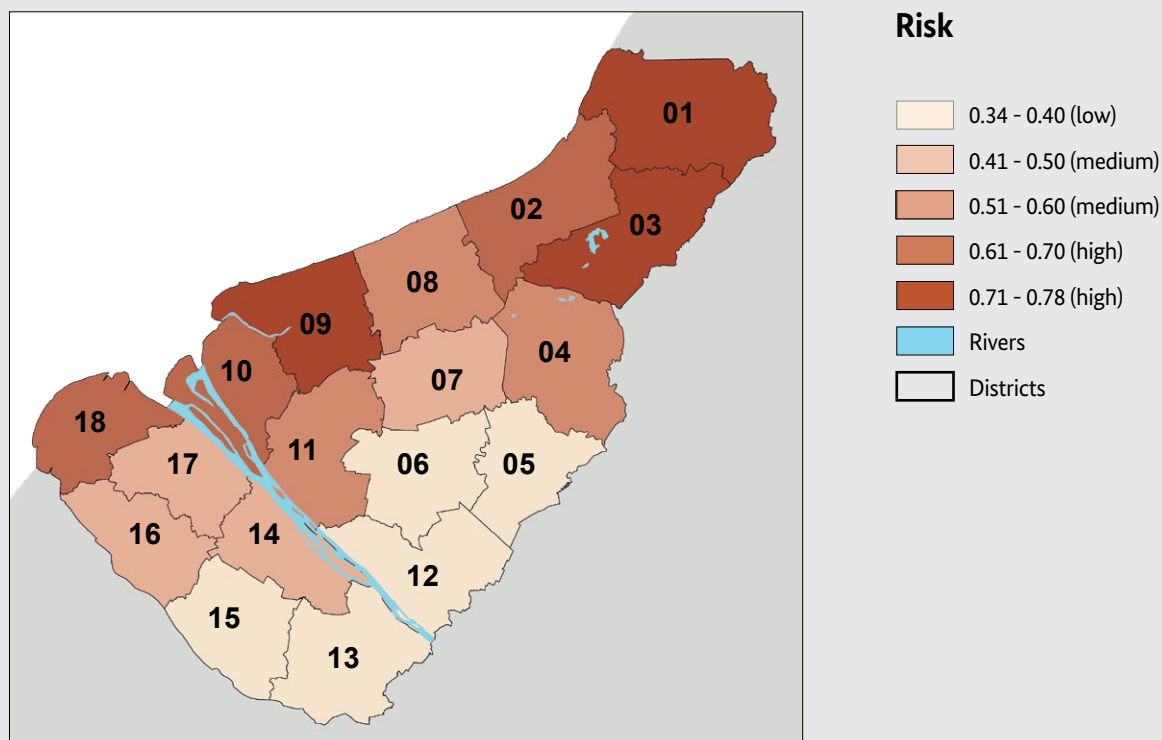 Risk
0.34 - 0.40 (low)
0.41 - 0.50 (medium)
0.51 - 0.60 (medium)
0.61 - 0.70 (high)
0.71 - 0.78 (high)
Rivers
Districts
01
02
03
08
09
04
10
07
18
11
17
06
05
16
14
12
15
13